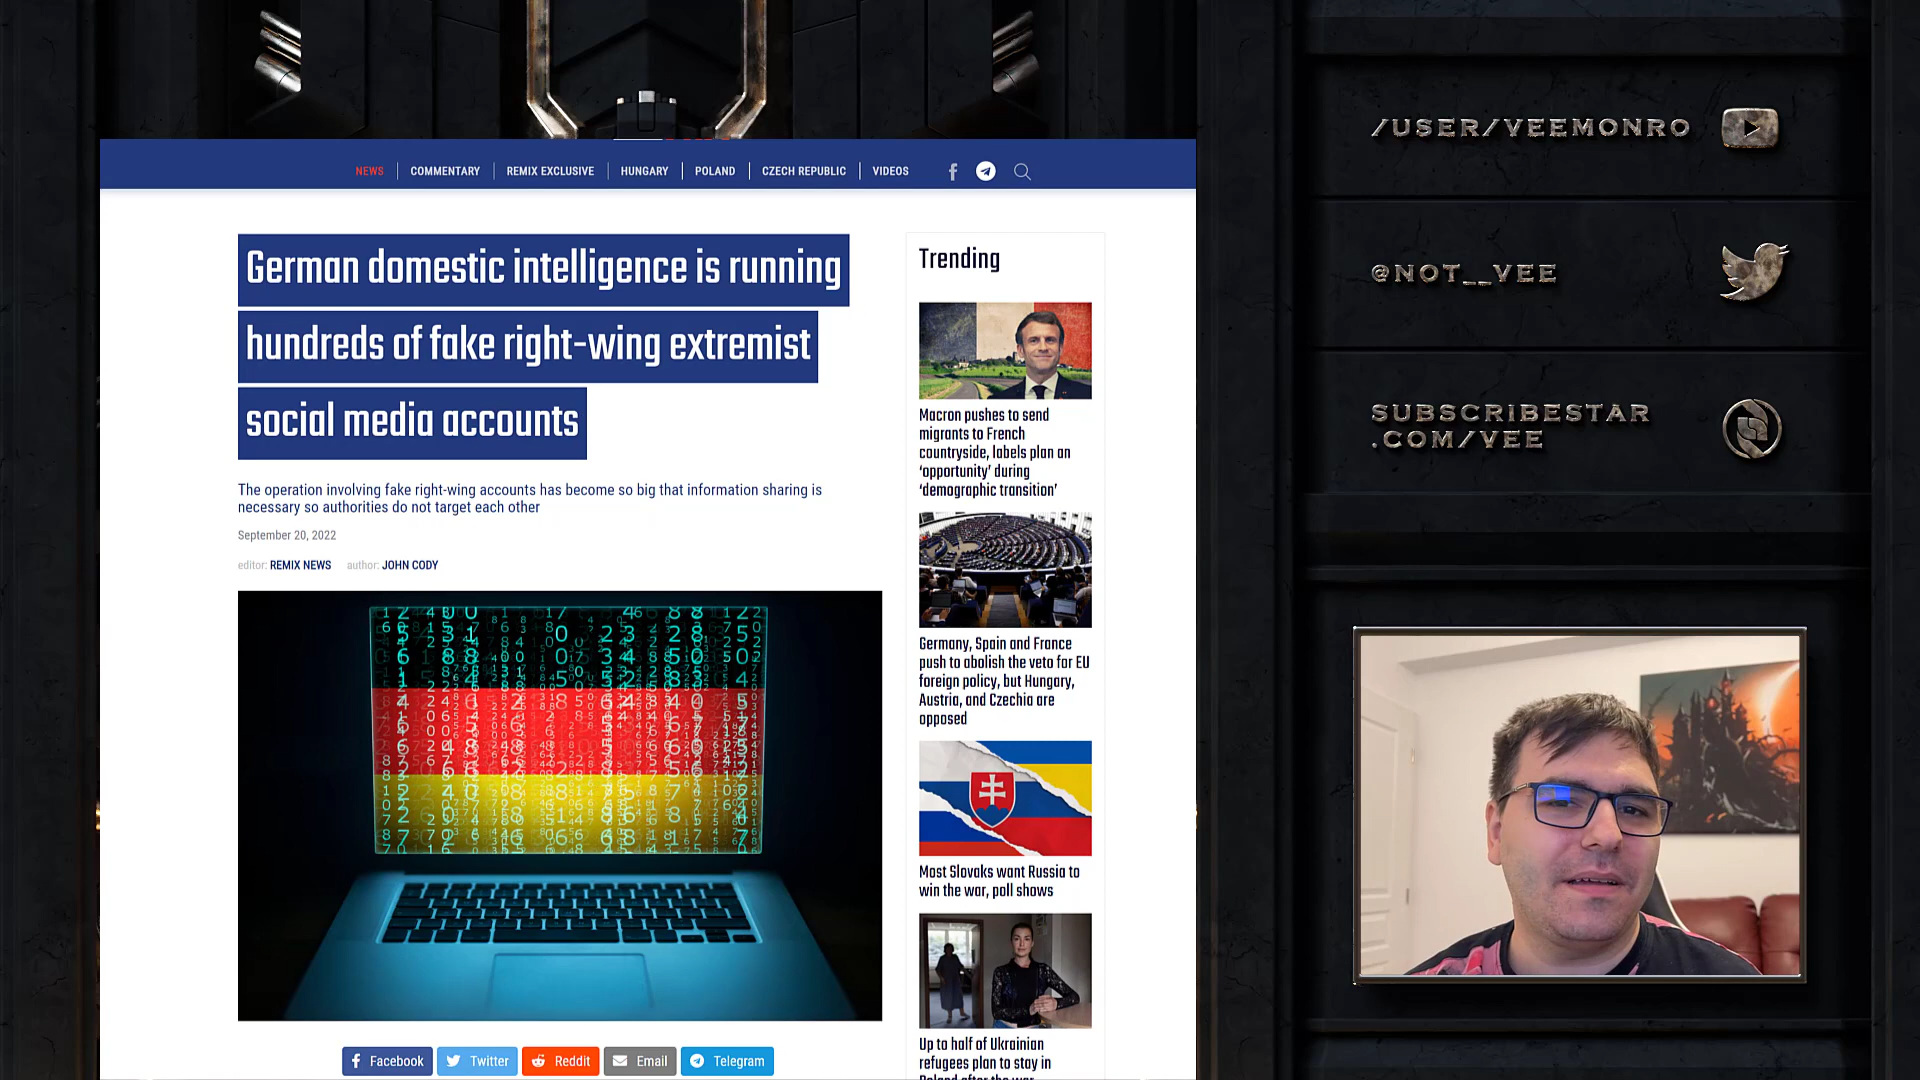 NEWS
COMMENTARY
REMIX EXCLUSIVE
HUNGARY
POLAND
CZECH REPUBLIC
VIDEOS
German domestic intelligence is running
hundreds of fake right-wing extremist
social media accounts
The operation involving fake right-wing accounts has become so big that information sharing is
necessary so authorities do not target each other
September 20, 2022
editor: REMIX NEWS author: JOHN CODY
Facebook
Twitter
Reddit
Email
Telegram
Trending
Macron pushes to send
migrants to French
countryside, labels plan an
‘opportunity’ during
‘demographic transition’
Germany, Spain and France
push to abolish the veto for EU
foreign policy, but Hungary,
Austria, and Czechia are
opposed
Most Slovaks want Russia to
win the war, poll shows
Up to half of Ukrainian
refugees plan to stay in
Poland after the war
/USER/VEEMONRO
@NOT__VEE
SUBSCRIBESTAR
.COM/VEE